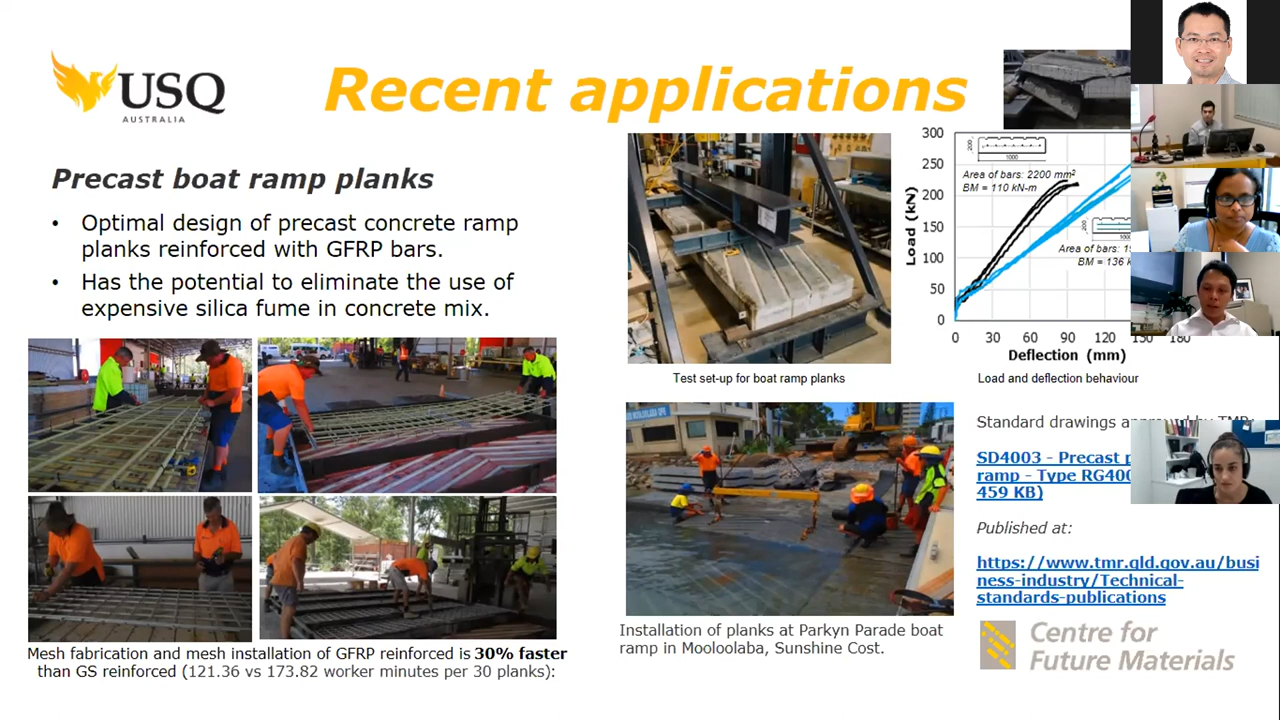 USQ
AUSTRALIA
Recent applications
Precast boat ramp planks
• Optimal design of precast concrete ramp
planks reinforced with GFRP bars.
• Has the potential to eliminate the use of
expensive silica fume in concrete mix.
Mesh fabrication and mesh installation of GFRP reinforced is 30% faster
than GS reinforced (121.36 vs 173.82 worker minutes per 30 planks):
Test set-up for boat ramp planks
Installation of planks at Parkyn Parade boat
ramp in Mooloolaba, Sunshine Cost.
Load (kN)
300
250
200
150
100
50
0
200
1000
Area of bars: 2200 mm²
BM = 110 kN-m
Area of bars: 1
BM = 136 k
0 30 60 90 120 150 180
Deflection (mm)
Load and deflection behaviour
Standard drawings approved by TMR:
SD4003 - Precast p
ramp - Type RG400
459 KB)
Published at:
https://www.tmr.qld.gov.au/busi
ness-industry/Technical-
standards-publications
Centre for
Future Materials